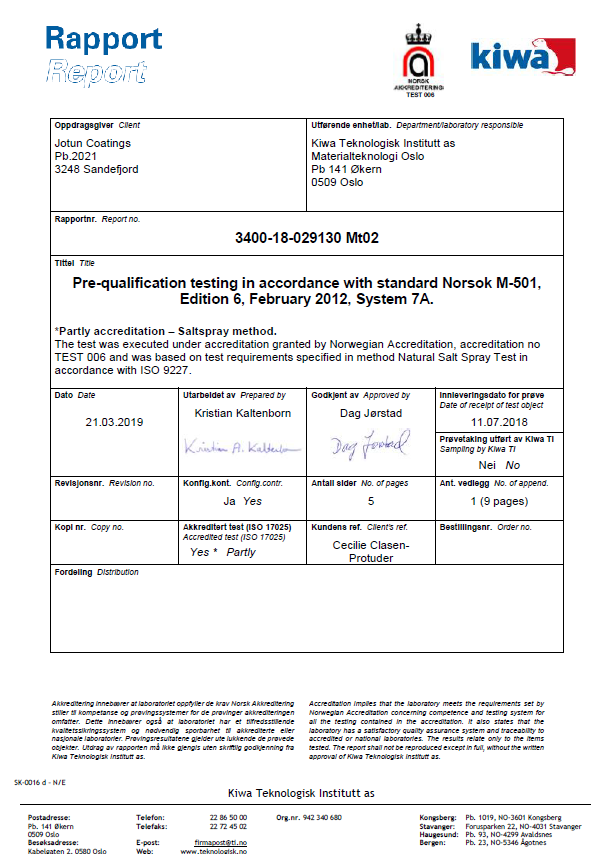 Rapport
Report
NORSK
AKKREDITERING
TEST 006
kiwa
Oppdragsgiver Client
Jotun Coatings
Pb.2021
3248 Sandefjord
Utførende enhet/lab. Department/laboratory responsible
Kiwa Teknologisk Institutt as
Materialteknologi Oslo
Pb 141 Økern
0509 Oslo
Rapportnr. Report no.
3400-18-029130 Mt02
Tittel Title
Pre-qualification testing in accordance with standard Norsok M-501,
Edition 6, February 2012, System 7A.
*Partly accreditation – Saltspray method.
The test was executed under accreditation granted by Norwegian Accreditation, accreditation no
TEST 006 and was based on test requirements specified in method Natural Salt Spray Test in
accordance with ISO 9227.
Dato Date
21.03.2019
Utarbeidet av Prepared by
Kristian Kaltenborn
Kristian A. Kaltenborn
Godkjent av Approved by
Dag Jørstad
Dag Jørstad
Innleveringsdato for prøve
Date of receipt of test object
11.07.2018
Prøvetaking utført av Kiwa TI
Sampling by Kiwa TI
Nei No
Revisjonsnr. Revision no.
Konfig.kont. Config.contr.
Ja Yes
Antall sider No. of pages
5
Ant. vedlegg No. of append.
1 (9 pages)
Kopi nr. Copy no.
Akkreditert test (ISO 17025)
Accredited test (ISO 17025)
Yes * Partly
Kundens ref. Client's ref.
Cecilie Clasen-
Protuder
Bestillingsnr. Order no.
Fordeling Distribution
Akkreditering innebærer at laboratoriet oppfyller de krav Norsk Akkreditering
stiller til kompetanse og prøvingssystemer for de prøvinger akkrediteringen
omfatter. Dette innebærer også at laboratoriet har et tilfredsstillende
kvalitetssikringssystem og nødvendig sporbarhet til akkrediterte eller
nasjonale laboratorier. Prøvingsresultatene gjelder ute lukkende de prøvede
objekter. Utdrag av rapporten må ikke gjengis uten skriftlig godkjenning fra
Kiwa Teknologisk Institutt as.
Accreditation implies that the laboratory meets the requirements set by
Norwegian Accreditation concerning competence and testing system for
all the testing contained in the accreditation. It also states that the
laboratory has a satisfactory quality assurance system and traceability to
accredited or national laboratories. The results relate only to the items
tested. The report shall not be reproduced except in full, without the written
approval of Kiwa Teknologisk Institutt as.
SK-0016 d - N/E
Kiwa Teknologisk Institutt as
Postadresse:
Pb. 141 Økern
0509 Oslo
Besøksadresse:
Kabelgaten 2, 0580 Oslo
Telefon: 22 86 50 00
Telefaks: 22 72 45 02
E-post: firmapost@ti.no
Web: www.teknologisk.no
Org.nr. 942 340 680
Kongsberg: Pb. 1019, NO-3601 Kongsberg
Stavanger: Forusparken 22, NO-4031 Stavanger
Haugesund: Pb. 93, NO-4299 Avaldsnes
Bergen: Pb. 23, NO-5346 Ågotnes